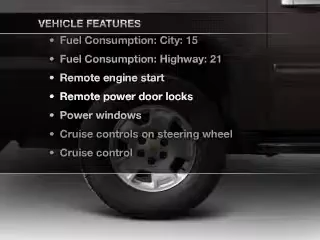 VEHICLE FEATURES
• Fuel Consumption: City: 15
• Fuel Consumption: Highway: 21
• Remote engine start
• Remote power door locks
• Power windows
• Cruise controls on steering wheel
• Cruise control